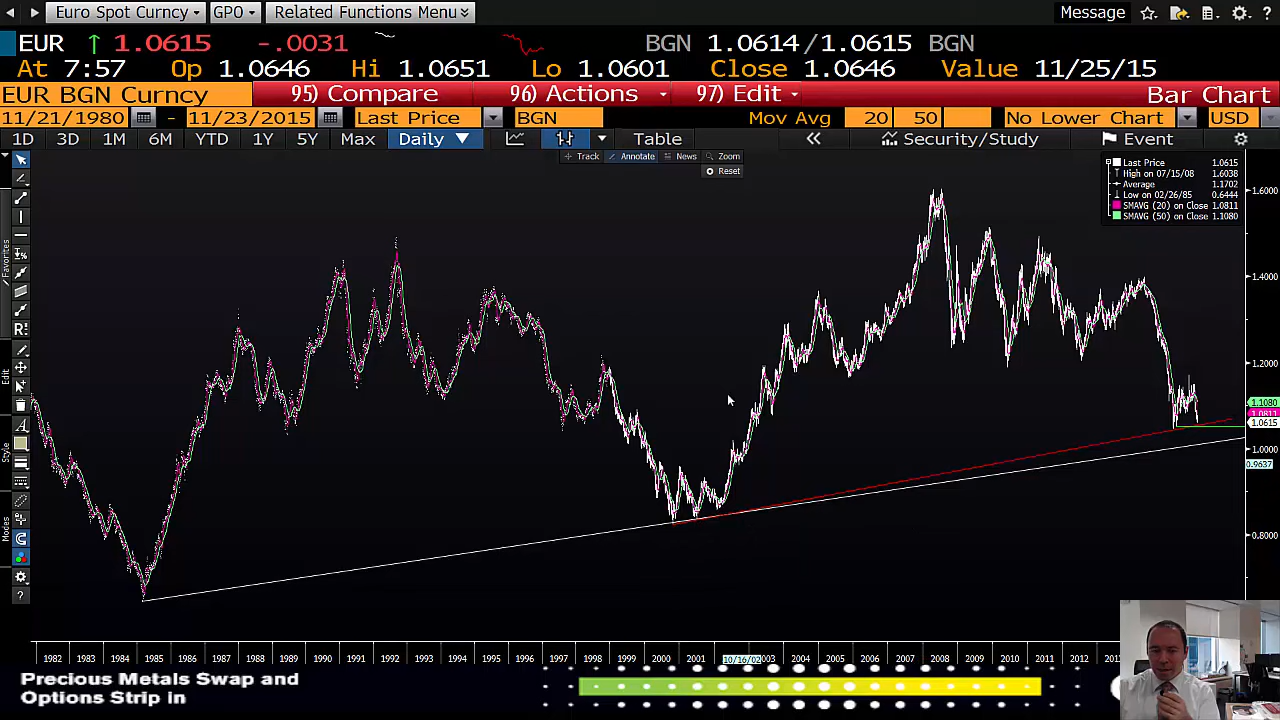 Euro Spot Curncy GPO Related Functions Menu Message ?
EUR ↑ 1.0615 -.0031 BGN 1.0614/1.0615 BGN
At 7:57 Op 1.0646 Hi 1.0651 Lo 1.0601 Close 1.0646 Value 11/25/15
EUR BGN Curncy 95) Compare 96) Actions 97) Edit Bar Chart
11/21/1980 - 11/23/2015 Last Price BGN Mov Avg 20 50 No Lower Chart USD
1D 3D 1M 6M YTD 1Y 5Y Max Daily ▼ Table « Security/Study Event
Track Annotate News Zoom
Reset
Last Price 1.0615
High on 07/15/08 1.6038
Average 1.1702
Low on 02/26/85 0.6444
SMAVG (20) on Close 1.0811
SMAVG (50) on Close 1.1080
Favorites
Edit
Style
Modes
1.6000
1.4000
1.2000
1.1080
1.0811
1.0615
1.0000
0.9637
0.8000
1982 1983 1984 1985 1986 1987 1988 1989 1990 1991 1992 1993 1994 1995 1996 1997 1998 1999 2000 2001 10/16/02 003 2004 2005 2006 2007 2008 2009 2010 2011 2012
Precious Metals Swap and
Options Strip in